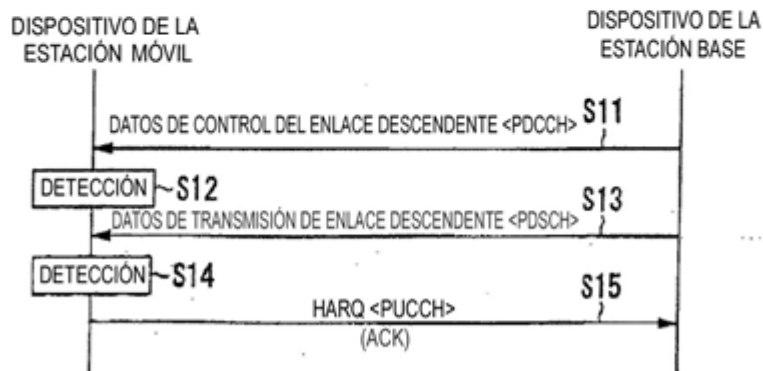 DISPOSITIVO DE LA
ESTACIÓN MÓVIL
DISPOSITIVO DE LA
ESTACIÓN BASE
DATOS DE CONTROL DEL ENLACE DESCENDENTE <PDCCH>
S11
DETECCIÓN
S12
DATOS DE TRANSMISIÓN DE ENLACE DESCENDENTE <PDSCH>
S13
DETECCIÓN
S14
HARQ <PUCCH>
(ACK)
S15